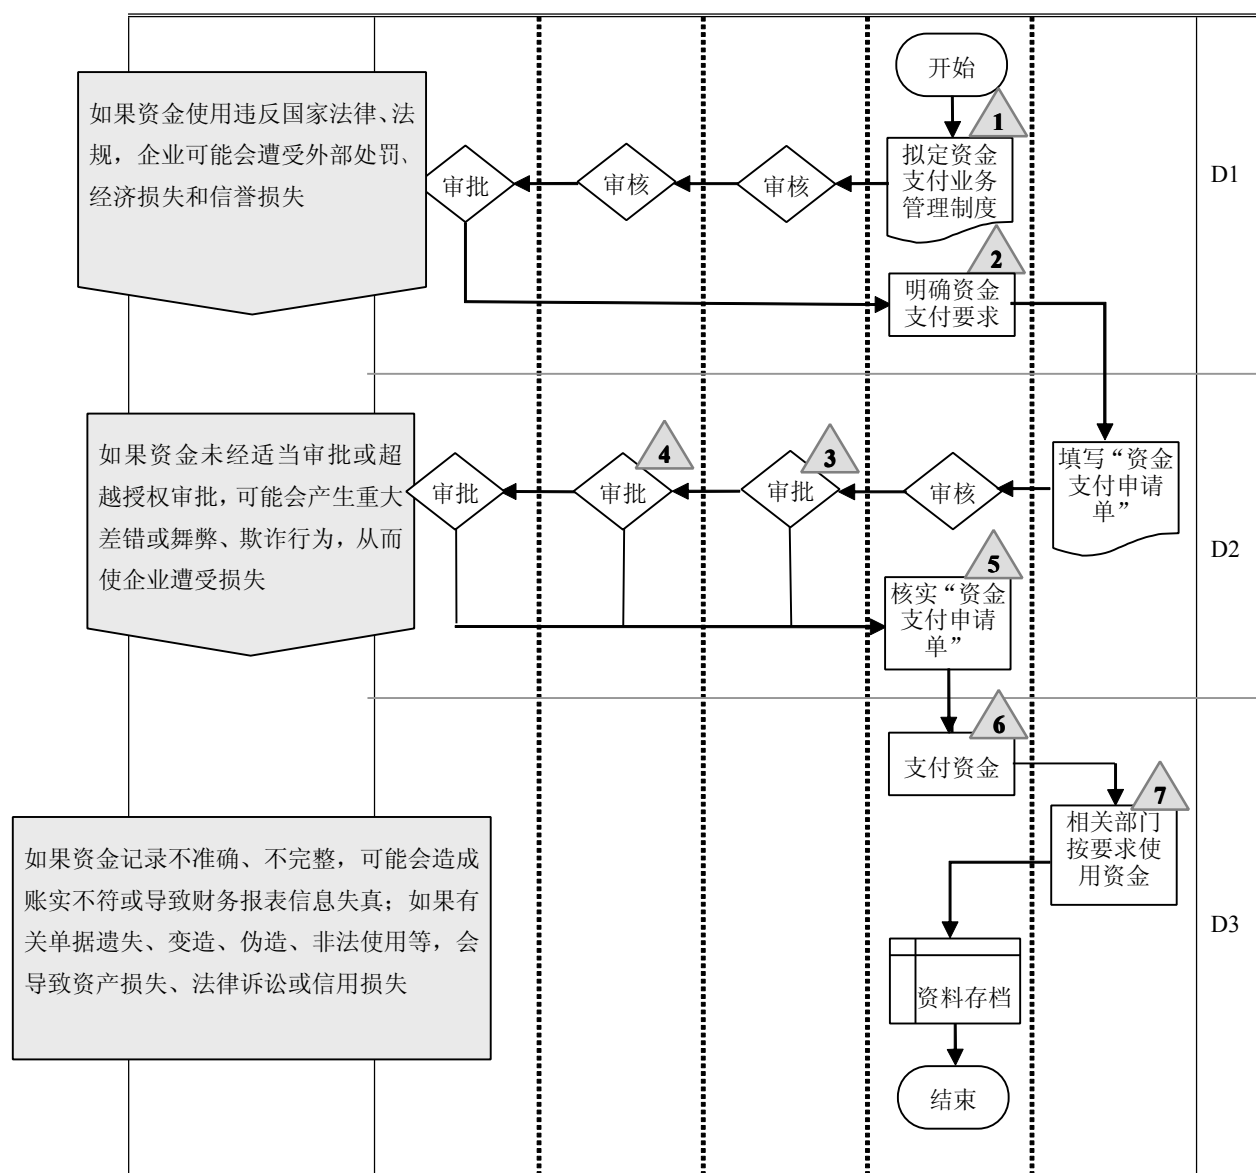 开始
1
如果资金使用违反国家法律、法
规，企业可能会遭受外部处罚、
经济损失和信誉损失
审批
审核
审核
拟定资金
支付业务
管理制度
D1
2
明确资金
支付要求
如果资金未经适当审批或超
越授权审批，可能会产生重大
差错或舞弊、欺诈行为，从而
使企业遭受损失
审批
4
审批
3
审批
审核
填写“资金
支付申请
单”
D2
5
核实“资金
支付申请
单”
6
支付资金
7
相关部门
按要求使
用资金
如果资金记录不准确、不完整，可能会造成
账实不符或导致财务报表信息失真；如果有
关单据遗失、变造、伪造、非法使用等，会
导致资产损失、法律诉讼或信用损失
D3
资料存档
结束